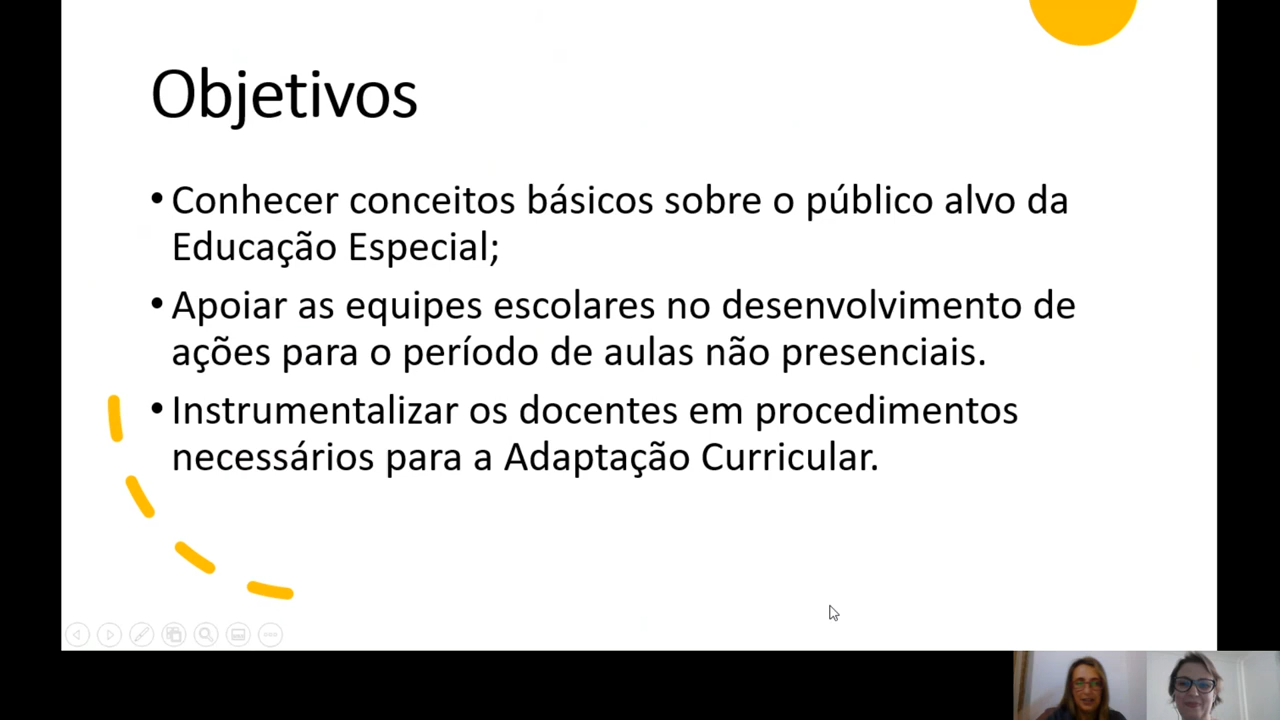 Objetivos
• Conhecer conceitos básicos sobre o público alvo da
Educação Especial;
• Apoiar as equipes escolares no desenvolvimento de
ações para o período de aulas não presenciais.
• Instrumentalizar os docentes em procedimentos
necessários para a Adaptação Curricular.